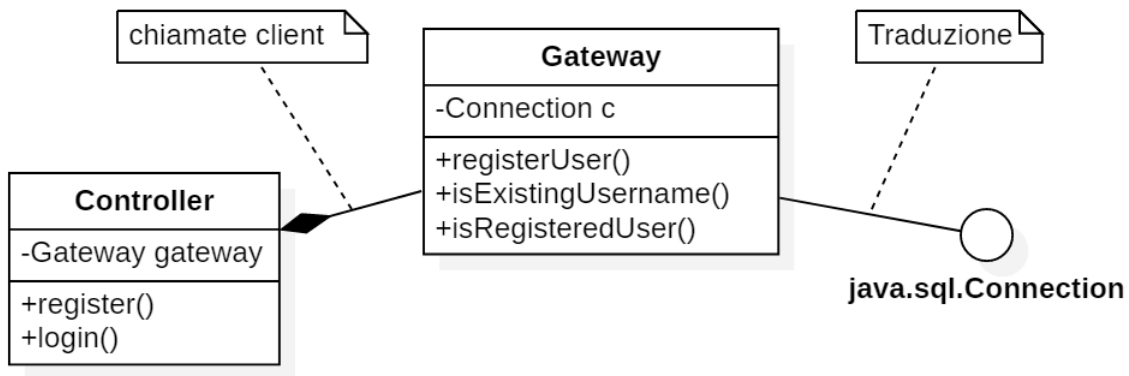 chiamate client
Traduzione
Gateway
-Connection c
+registerUser()
+isExistingUsername()
+isRegisteredUser()
Controller
-Gateway gateway
+register()
+login()
java.sql.Connection